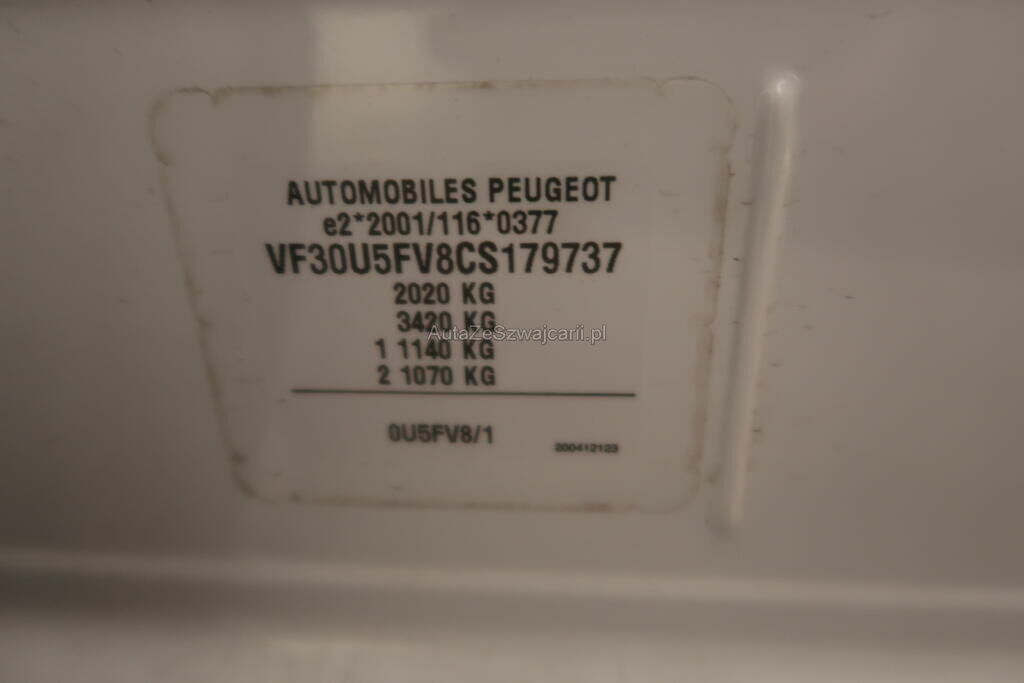 AUTOMOBILES PEUGEOT
e2*2001/116*0377
VF30U5FV8CS179737
2020 KG
3420 KG
AutaZeSzwajcarii.pl
1 1140 KG
2 1070 KG
0U5FV8/1
200412123